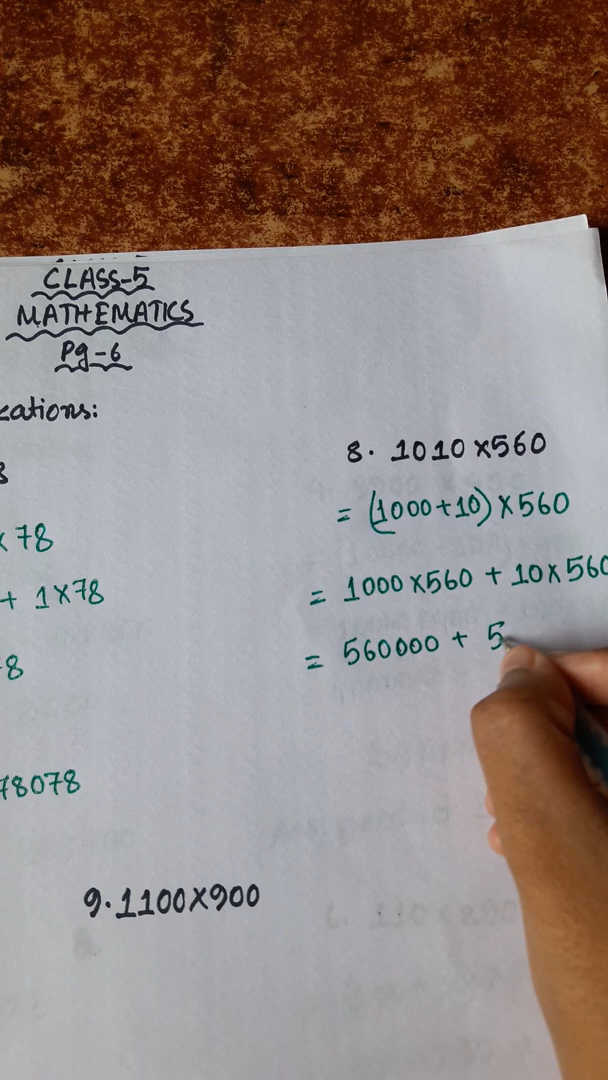 CLASS-5
MATHEMATICS
Pg-6
cations:
8
× 78
+ 1×78
78078
8. 1010×560
= (1000+10)×560
= 1000×560 + 10×560
= 560000 + 5
9. 1100×900